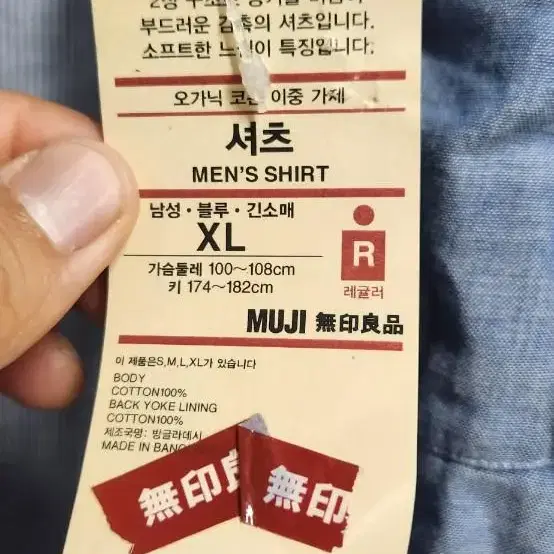 부드러운 감촉의 셔츠입니다.
소프트한 느낌이 특징입니다.
오가닉 코튼 이중 가제
셔츠
MEN'S SHIRT
남성・블루・긴소매
XL
가슴둘레 100〜108cm
키 174〜182cm
R
레귤러
MUJI 無印良品
이 제품은S,M,L,XL가 있습니다
BODY
COTTON100%
BACK YOKE LINING
COTTON100%
제조국명: 방글라데시
MADE IN
無印
無印